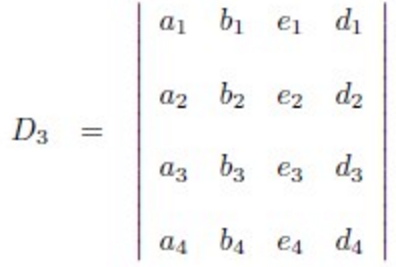 a₁ b₁ e₁ d₁
a₂ b₂ e₂ d₂
D₃ =
a₃ b₃ e₃ d₃
a₄ b₄ e₄ d₄